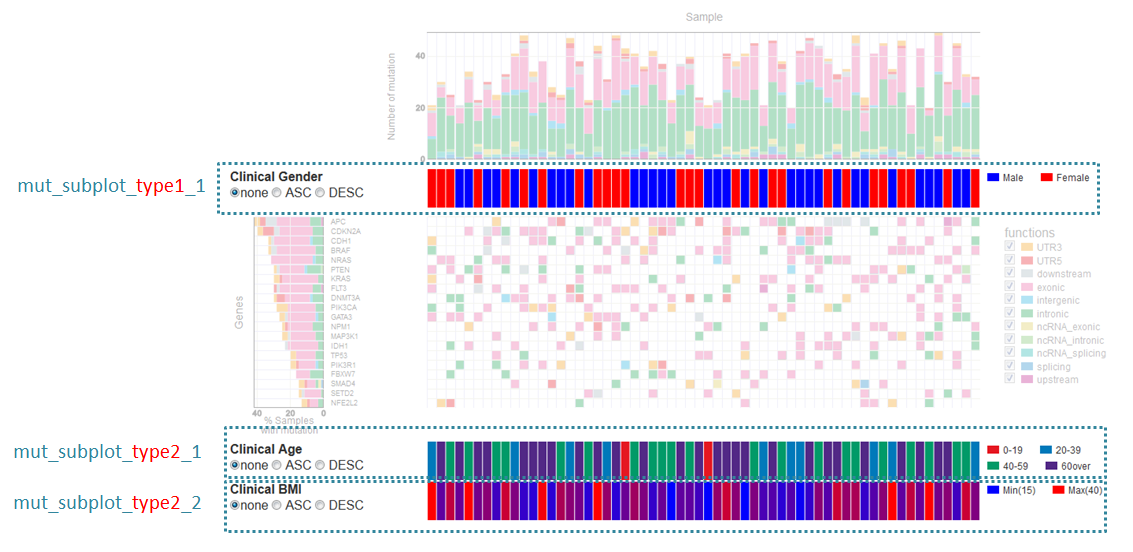 Sample
Number of mutation
40
20
0
mut_subplot_type1_1
Clinical Gender
none ASC DESC
Male Female
Genes
APC
CDKN2A
CDH1
BRAF
NRAS
PTEN
KRAS
FLT3
DNMT3A
PIK3CA
GATA3
NPM1
MAP3K1
IDH1
TP53
PIK3R1
FBXW7
SMAD4
SETD2
NFE2L2
40 20 0
% Samples
with mutation
functions
UTR3
UTR5
downstream
exonic
intergenic
intronic
ncRNA_exonic
ncRNA_intronic
ncRNA_splicing
splicing
upstream
mut_subplot_type2_1
Clinical Age
none ASC DESC
0-19 20-39
40-59 60over
mut_subplot_type2_2
Clinical BMI
none ASC DESC
Min(15) Max(40)